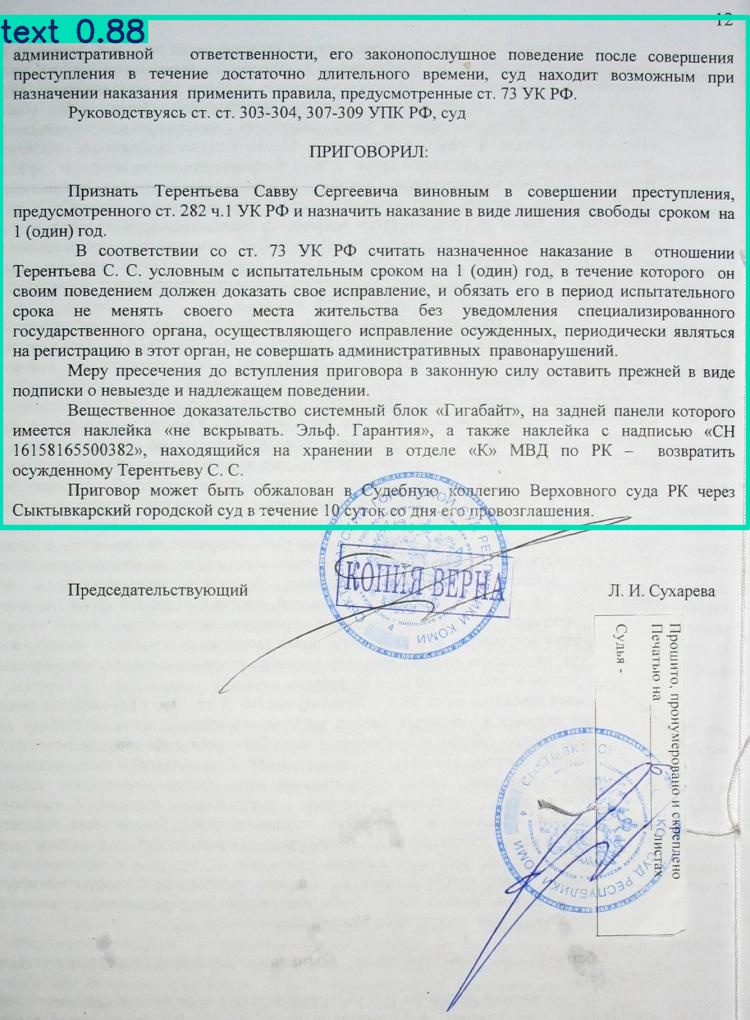 12
text 0.88
административной ответственности, его законопослушное поведение после совершения
преступления в течение достаточно длительного времени, суд находит возможным при
назначении наказания применить правила, предусмотренные ст. 73 УК РФ.
Руководствуясь ст. ст. 303-304, 307-309 УПК РФ, суд
ПРИГОВОРИЛ:
Признать Терентьева Савву Сергеевича виновным в совершении преступления,
предусмотренного ст. 282 ч.1 УК РФ и назначить наказание в виде лишения свободы сроком на
1 (один) год.
В соответствии со ст. 73 УК РФ считать назначенное наказание в отношении
Терентьева С. С. условным с испытательным сроком на 1 (один) год, в течение которого он
своим поведением должен доказать свое исправление, и обязать его в период испытательного
срока не менять своего места жительства без уведомления специализированного
государственного органа, осуществляющего исправление осужденных, периодически являться
на регистрацию в этот орган, не совершать административных правонарушений.
Меру пресечения до вступления приговора в законную силу оставить прежней в виде
подписки о невыезде и надлежащем поведении.
Вещественное доказательство системный блок «Гигабайт», на задней панели которого
имеется наклейка «не вскрывать. Эльф. Гарантия», а также наклейка с надписью «СН
16158165500382», находящийся на хранении в отделе «К» МВД по РК – возвратить
осужденному Терентьеву С. С.
Приговор может быть обжалован в Судебную коллегию Верховного суда РК через
Сыктывкарский городской суд в течение 10 суток со дня его провозглашения.
Председательствующий Л. И. Сухарева
КОПИЯ ВЕРНА
Прошито, пронумеровано и скреплено
Печатью на листах
Судья -